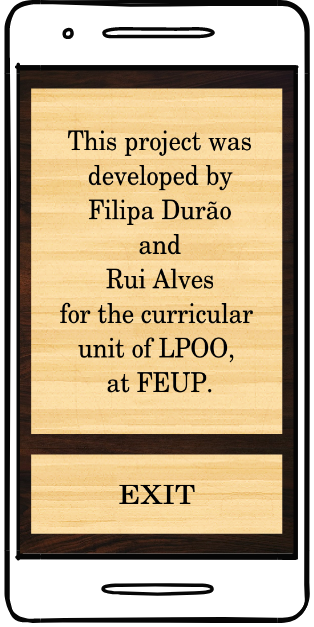 This project was
developed by
Filipa Durão
and
Rui Alves
for the curricular
unit of LPOO,
at FEUP.
EXIT